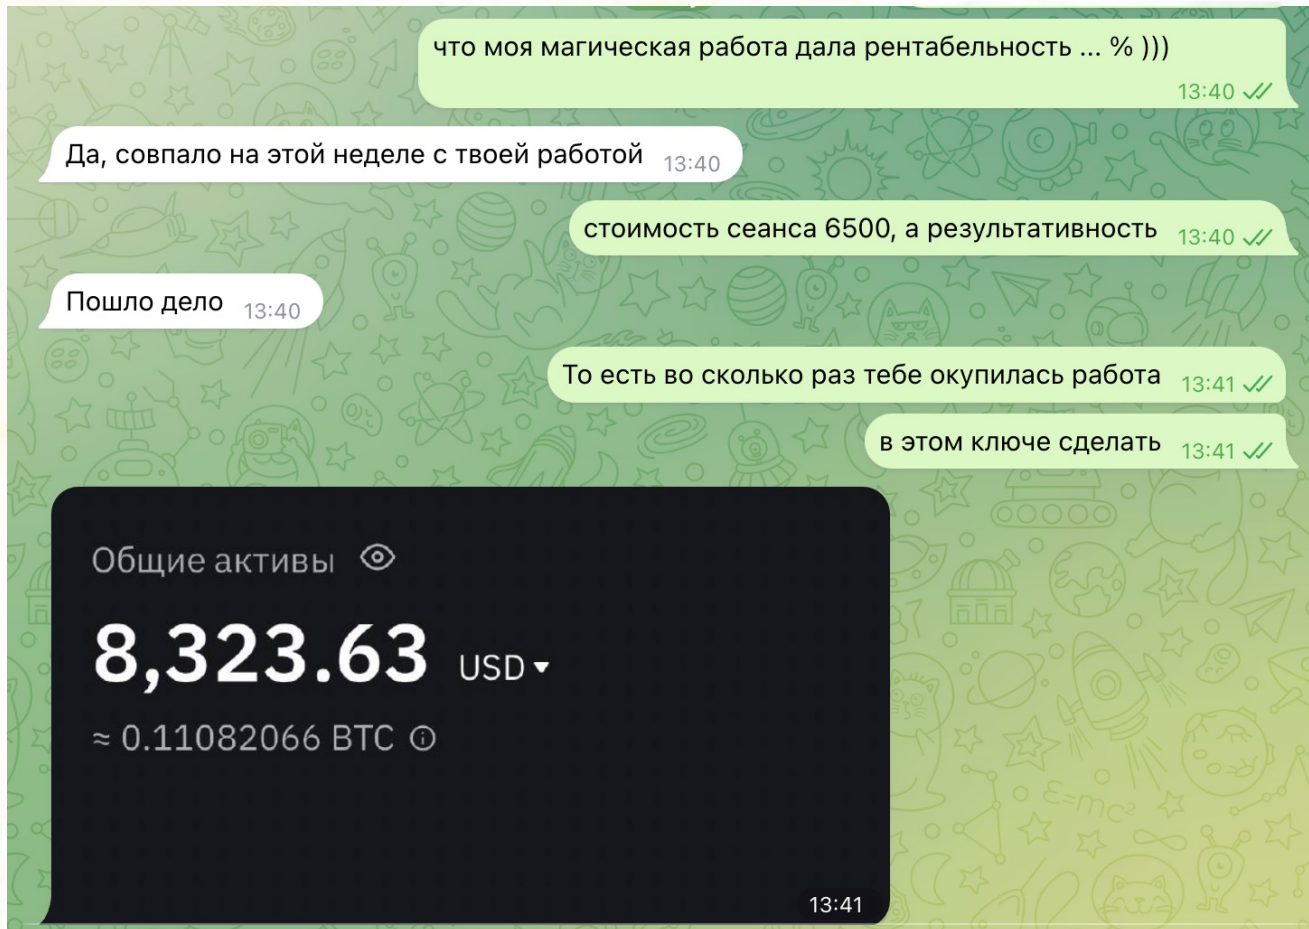 что моя магическая работа дала рентабельность ... % )))
13:40
Да, совпало на этой неделе с твоей работой 13:40
стоимость сеанса 6500, а результативность 13:40
Пошло дело 13:40
То есть во сколько раз тебе окупилась работа 13:41
в этом ключе сделать 13:41
Общие активы
8,323.63 USD
≈ 0.11082066 BTC
13:41
E=mc²